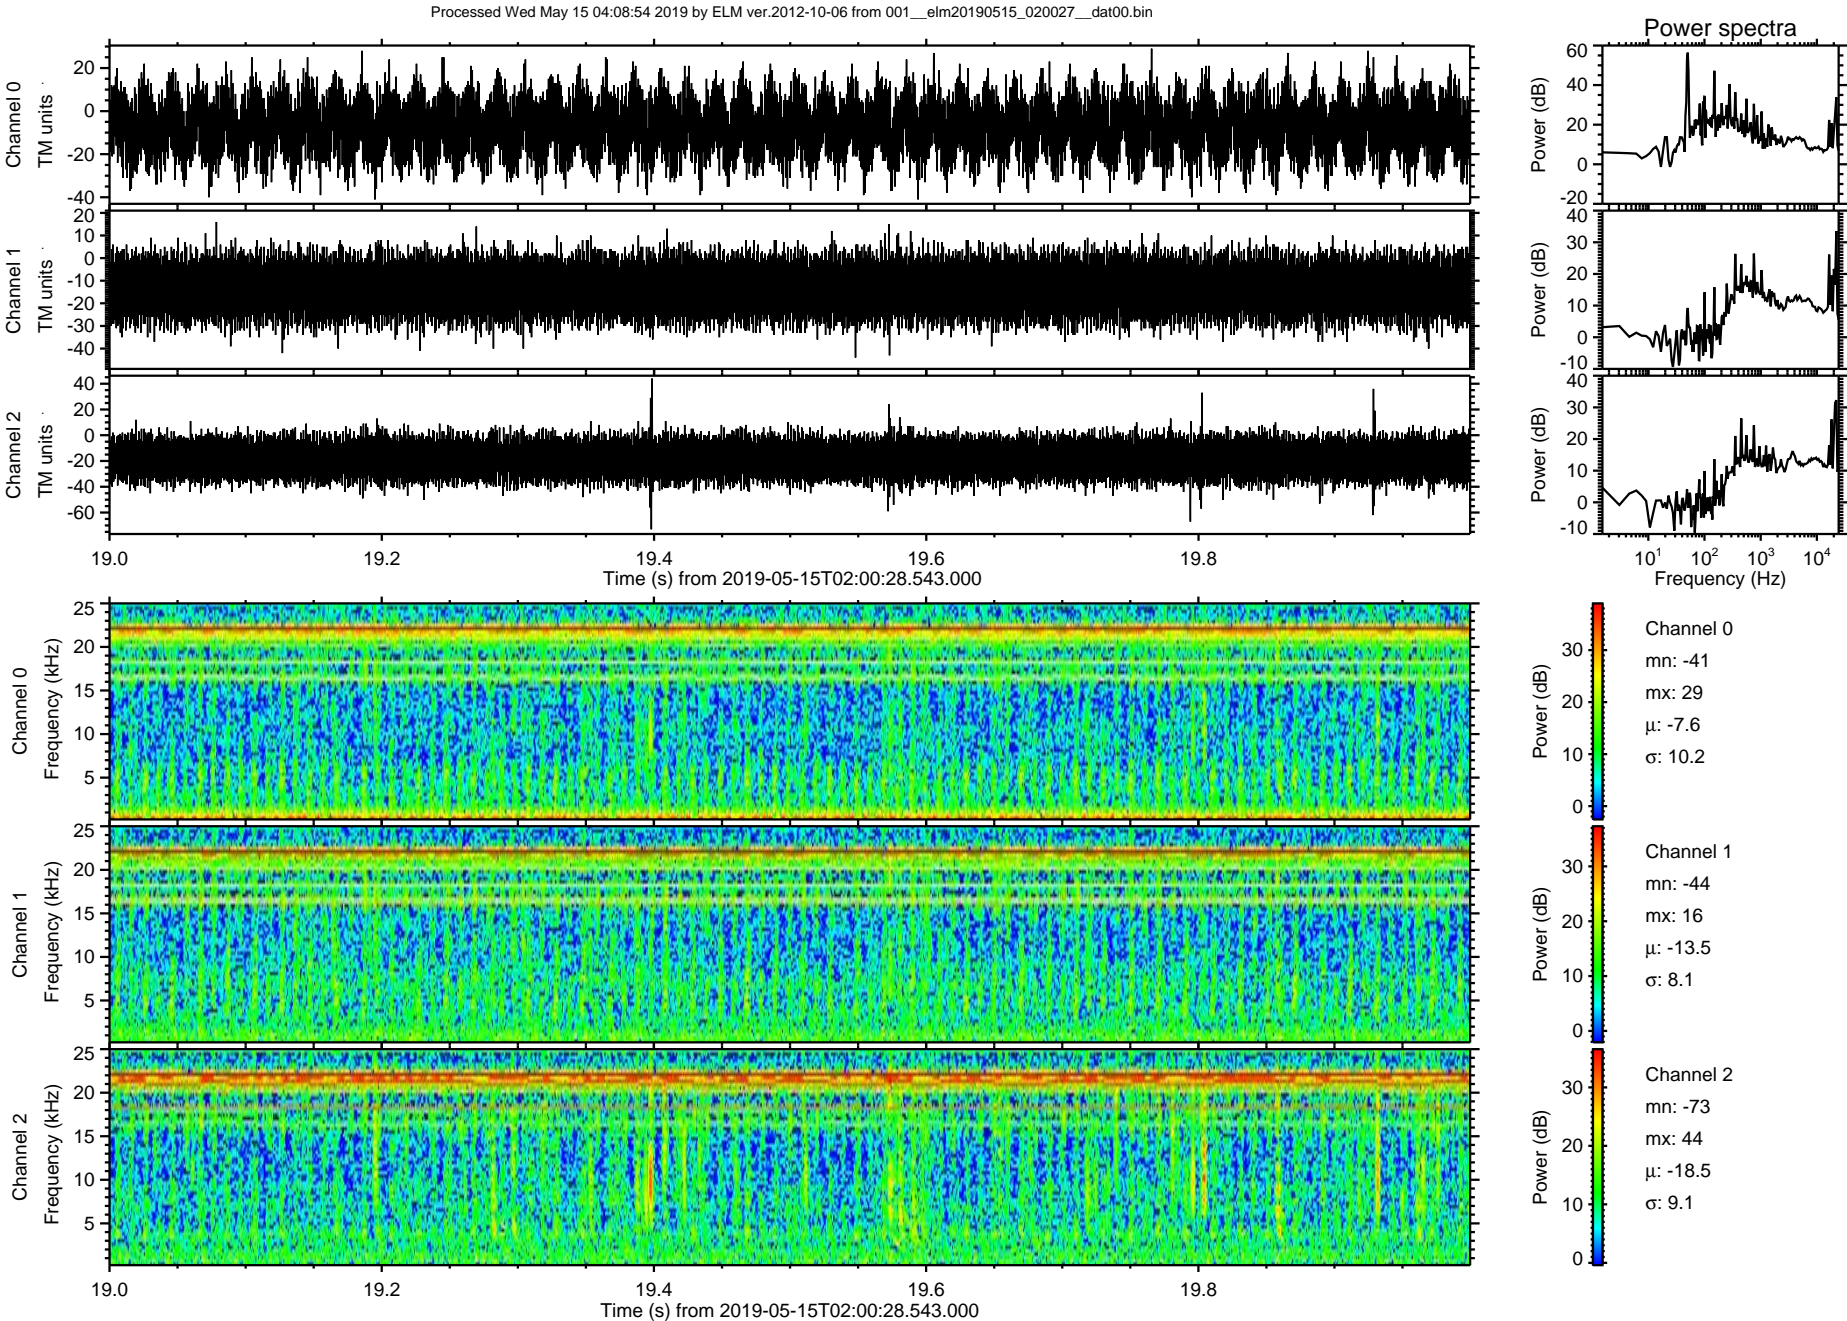 Processed Wed May 15 04:08:54 2019 by ELM ver.2012-10-06 from 001__elm20190515_020027__dat00.bin
Power spectra
Channel 0
TM units
20
0
-20
-40
Power (dB)
60
40
20
0
-20
Channel 1
TM units
20
10
0
-10
-20
-30
-40
Power (dB)
40
30
20
10
0
-10
Channel 2
TM units
40
20
0
-20
-40
-60
Power (dB)
40
30
20
10
0
-10
19.0 19.2 19.4 19.6 19.8
Time (s) from 2019-05-15T02:00:28.543.000
10^1 10^2 10^3 10^4
Frequency (Hz)
Channel 0
Frequency (kHz)
25
20
15
10
5
Power (dB)
30
20
10
0
Channel 0
mn: -41
mx: 29
μ: -7.6
σ: 10.2
Channel 1
Frequency (kHz)
25
20
15
10
5
Power (dB)
30
20
10
0
Channel 1
mn: -44
mx: 16
μ: -13.5
σ: 8.1
Channel 2
Frequency (kHz)
25
20
15
10
5
Power (dB)
30
20
10
0
Channel 2
mn: -73
mx: 44
μ: -18.5
σ: 9.1
19.0 19.2 19.4 19.6 19.8
Time (s) from 2019-05-15T02:00:28.543.000